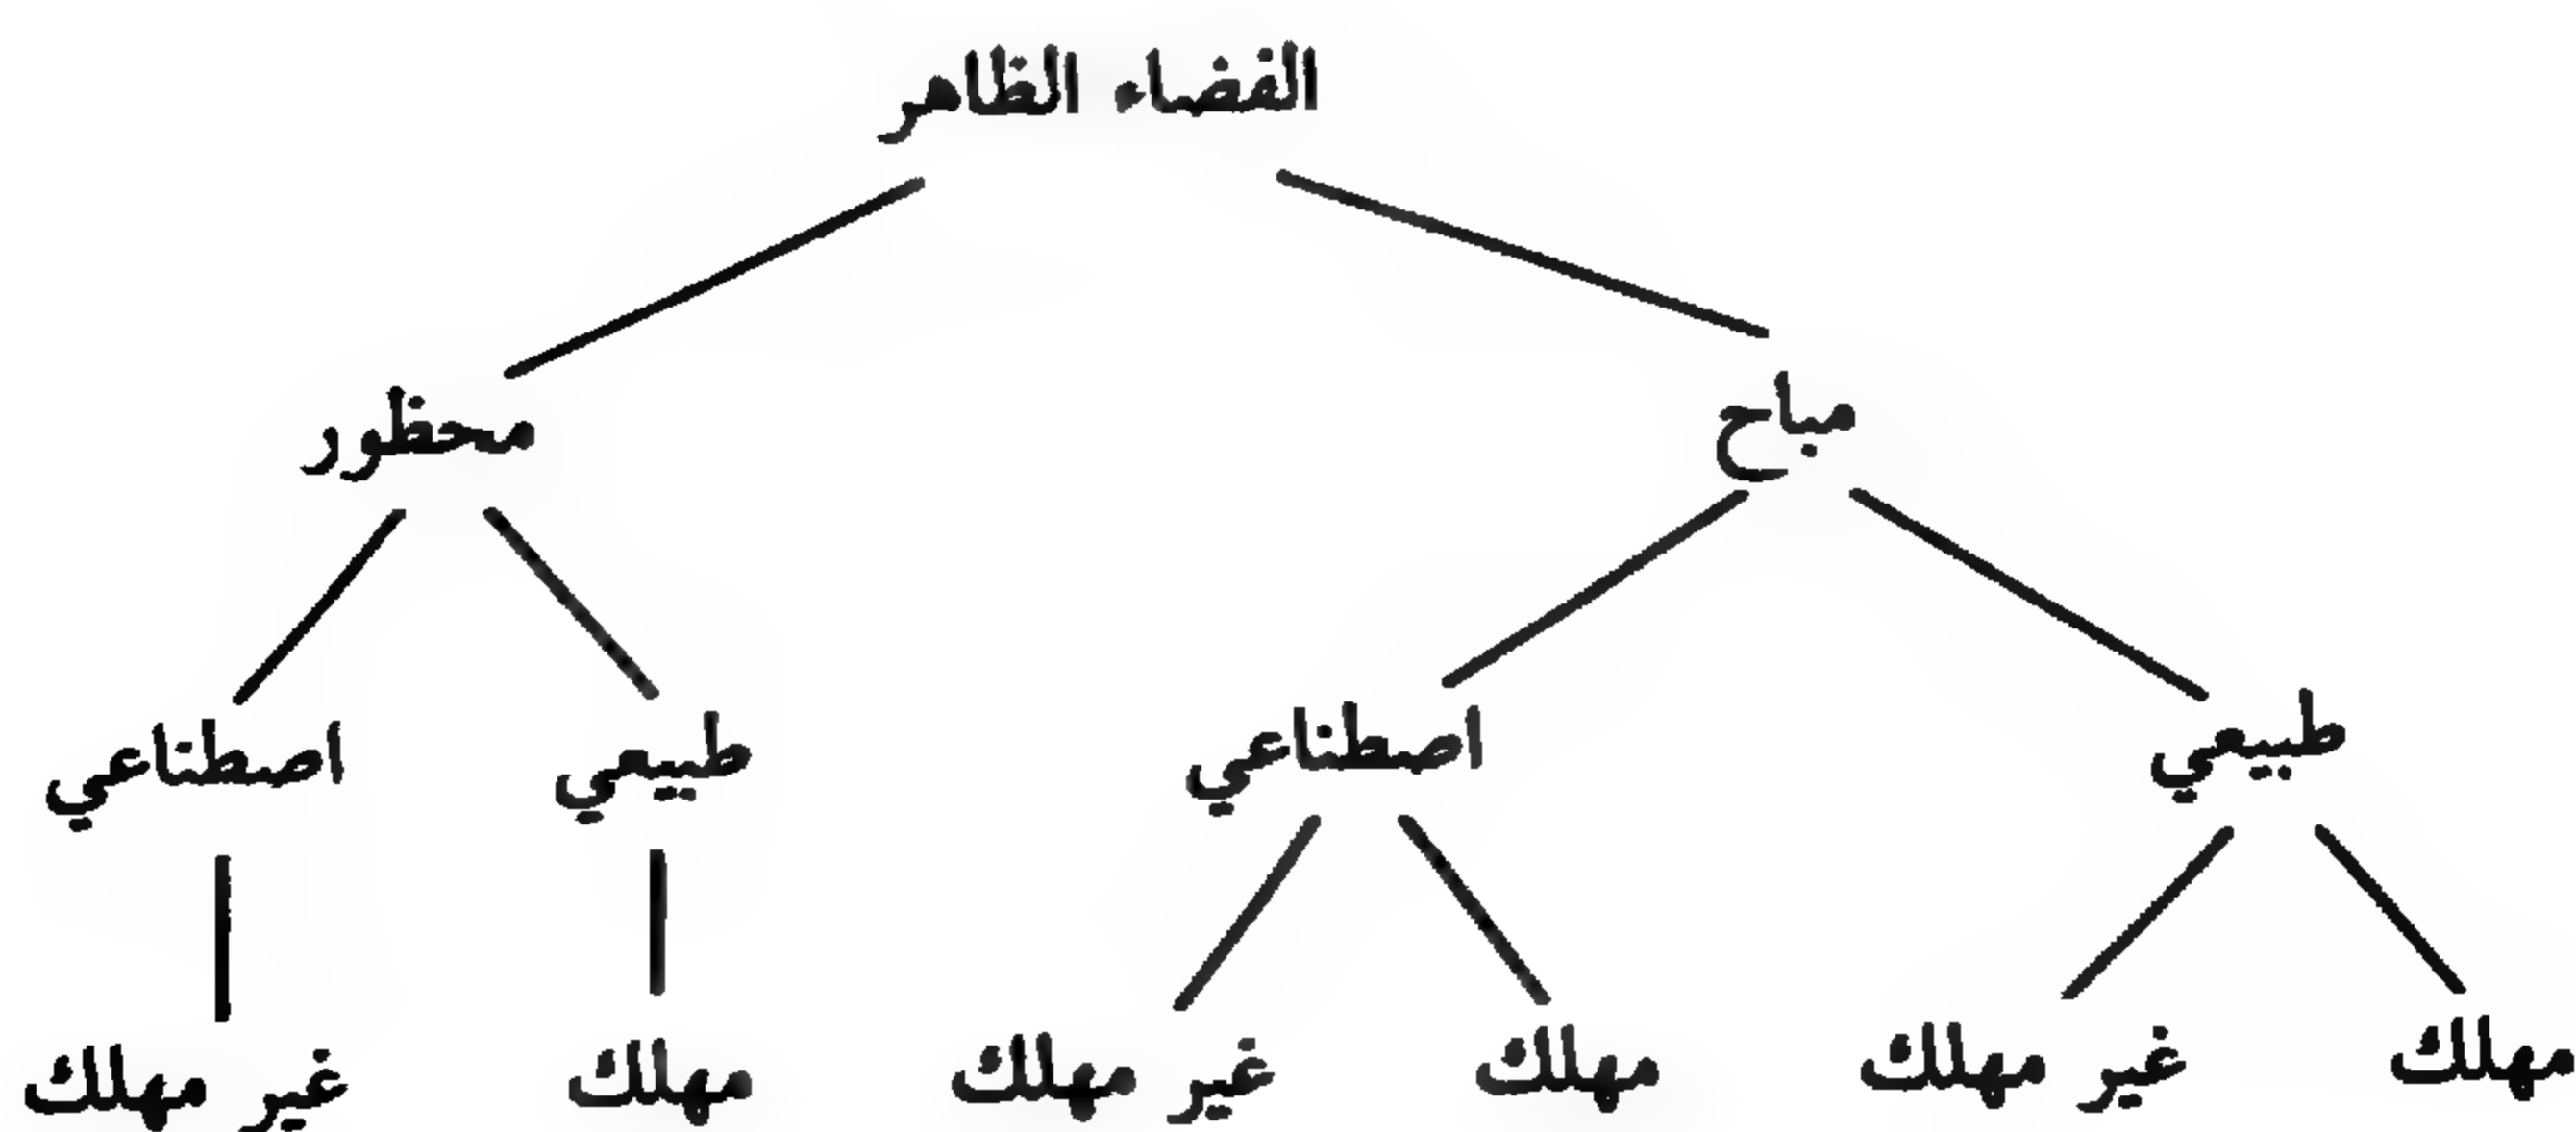 الفضاء الظاهر
مباح محظور
طبيعي اصطناعي طبيعي اصطناعي
مهلك غير مهلك مهلك غير مهلك مهلك غير مهلك